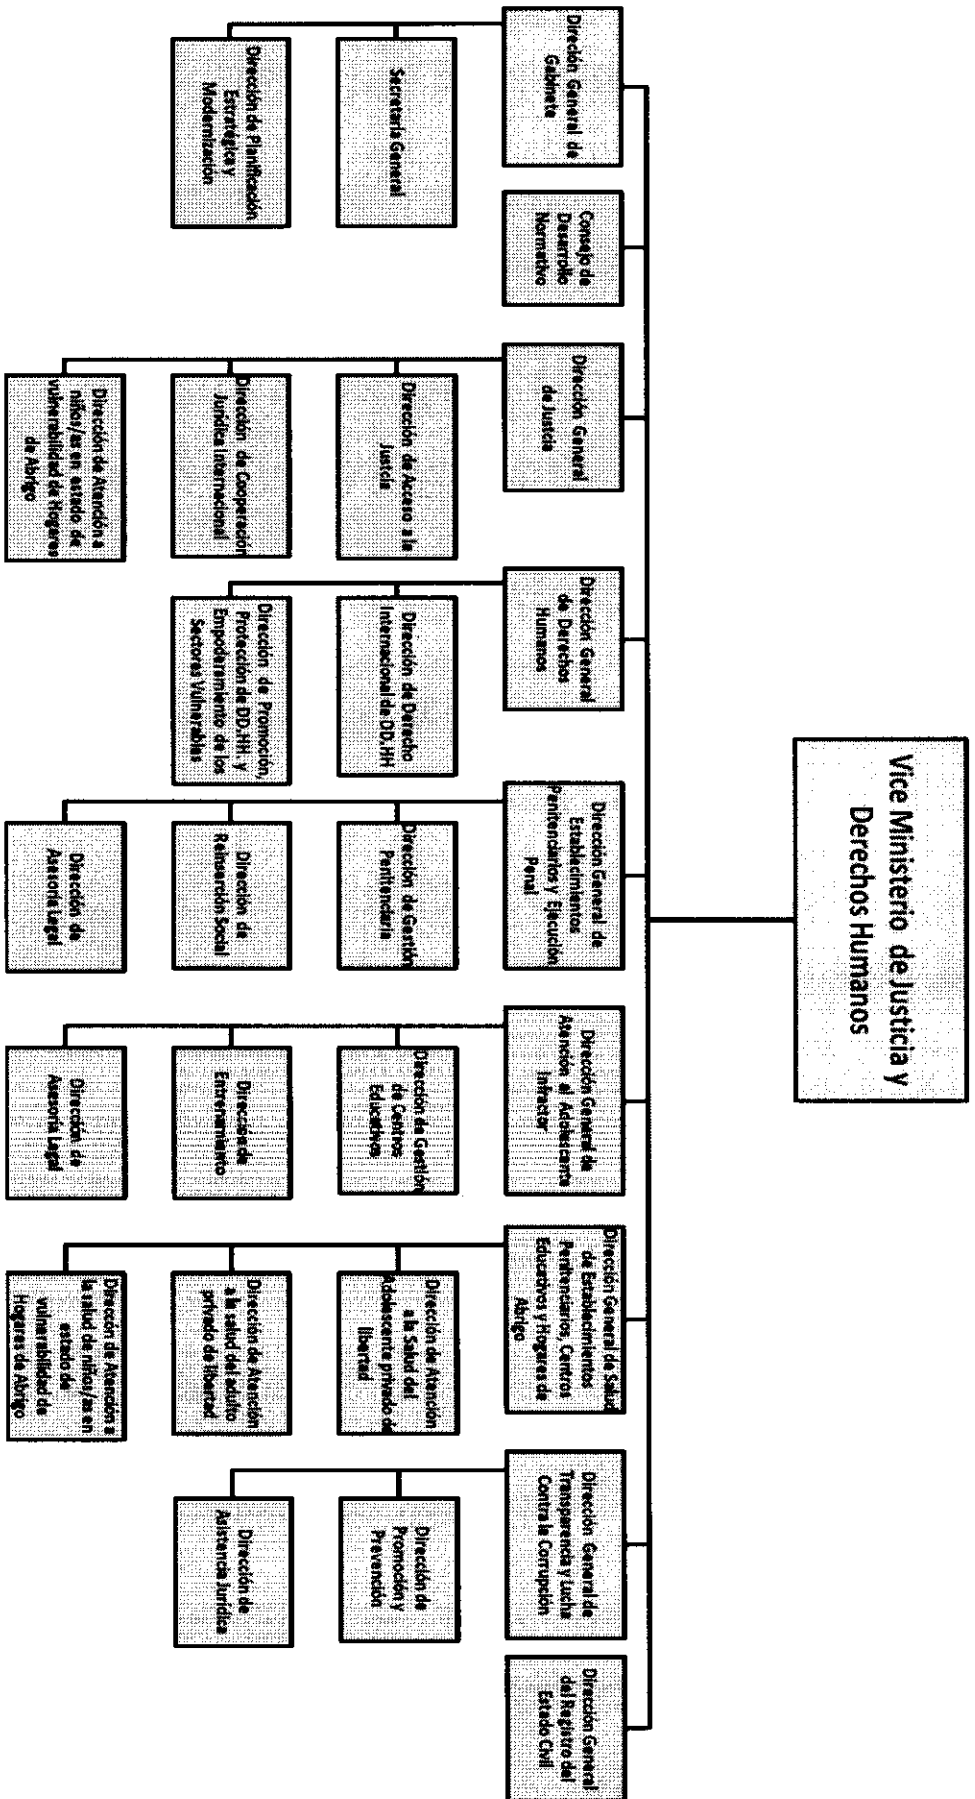 Vice Ministerio de Justicia y
Derechos Humanos
Direción General de
Gabinete
Secretaría General
Dirección de Planificación
Estratégica y
Modernización
Consejo de
Desarrollo
Normativo
Dirección General
de Justicia
Dirección de Acceso a la
Justcia
Dirección de Cooperación
Jurídica Internacional
Dirección de Atención a
niños/as en estado de
vulnerabilidad de Hogares
de Abrigo
Dirección General
de Derechos
Humanos
Dirección de Derecho
Internacional de DD.HH
Dirección de Promoción,
Protección de DD.HH. y
Empoderamiento de los
Sectores Vulnerables
Dirección General de
Establecimientos
Penitenciarios y Ejecución
Penal
Dirección de Gestión
Penitenciaria
Dirección de
Reinserción Social
Dirección de
Asesoría Legal
Dirección General de
Atención al Adolescente
Infractor
Dirección de Gestión
de Centros
Educativos
Dirección de
Entrenamiento
Dirección de
Asesoría Legal
Dirección General de Salud
de Establecimientos
Penitenciarios, Centros
Educativos y Hogares de
Abrigo
Dirección de Atención
a la Salud del
Adolescente privado de
libertad
Dirección de Atención
a la salud del adulto
privado de libertad
Direccón de Atención a
la salud de niños/as en
estado de
vulnerabilidad de
Hogares de Abrigo
Dirección General de
Transparencia y Lucha
Contra la Corrupción
Dirección de
Promoción y
Prevención
Dirección de
Asistencia Jurídica
Dirección General
del Registro del
Estado Civil